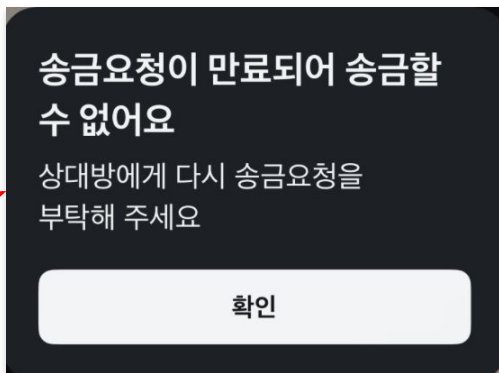 송금요청이 만료되어 송금할
수 없어요
상대방에게 다시 송금요청을
부탁해 주세요
확인